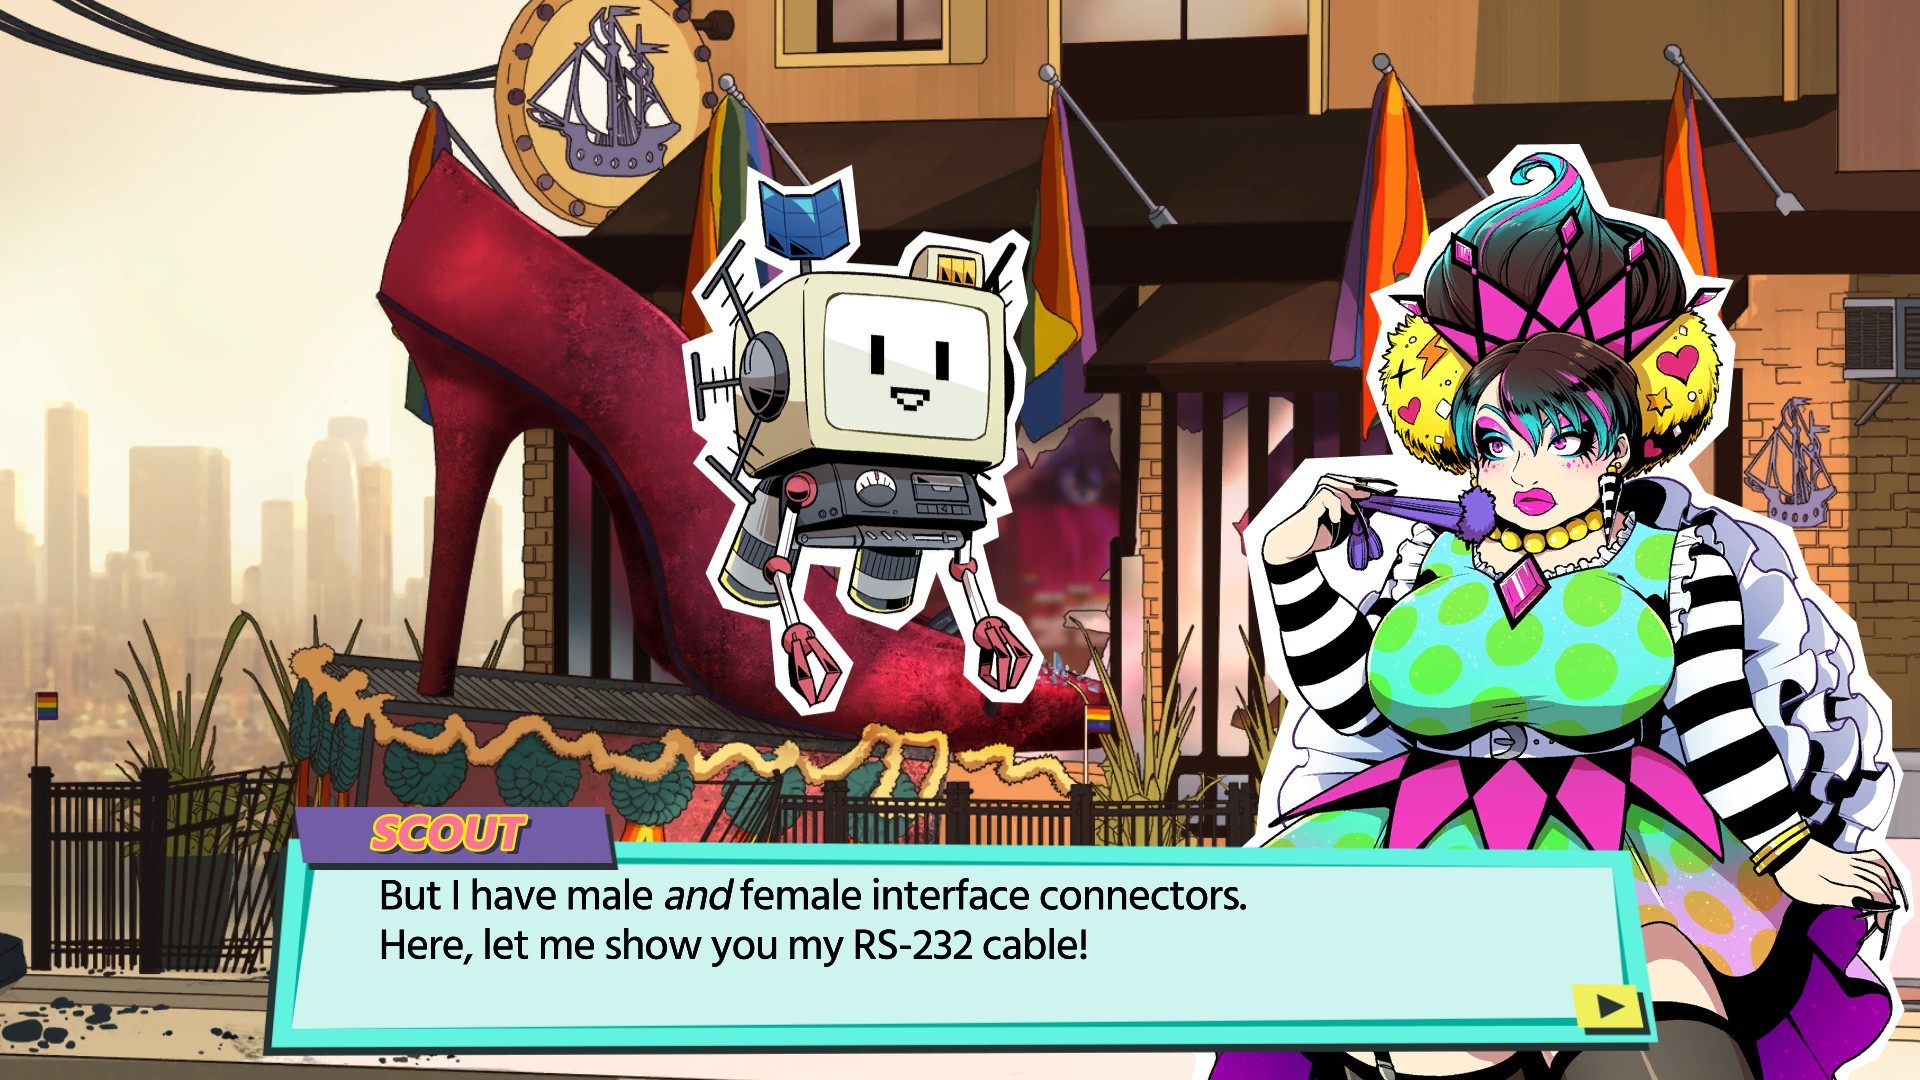 SCOUT
But I have male and female interface connectors.
Here, let me show you my RS-232 cable!